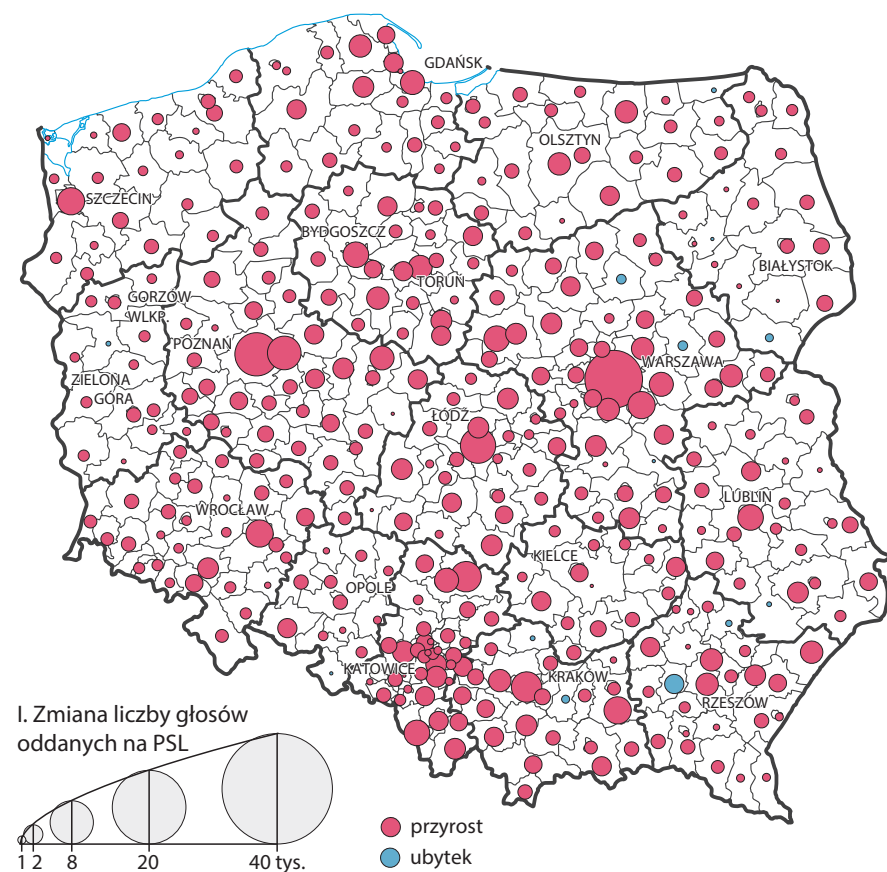 GDAŃSK
OLSZTYN
SZCZECIN
BYDGOSZCZ
BIAŁYSTOK
TORUŃ
GORZÓW
WLKP.
POZNAŃ
WARSZAWA
ZIELONA
GÓRA
ŁÓDŹ
LUBLIN
WROCŁAW
KIELCE
OPOLE
KATOWICE
KRAKÓW
RZESZÓW
I. Zmiana liczby głosów
oddanych na PSL
1 2 8 20 40 tys.
przyrost
ubytek